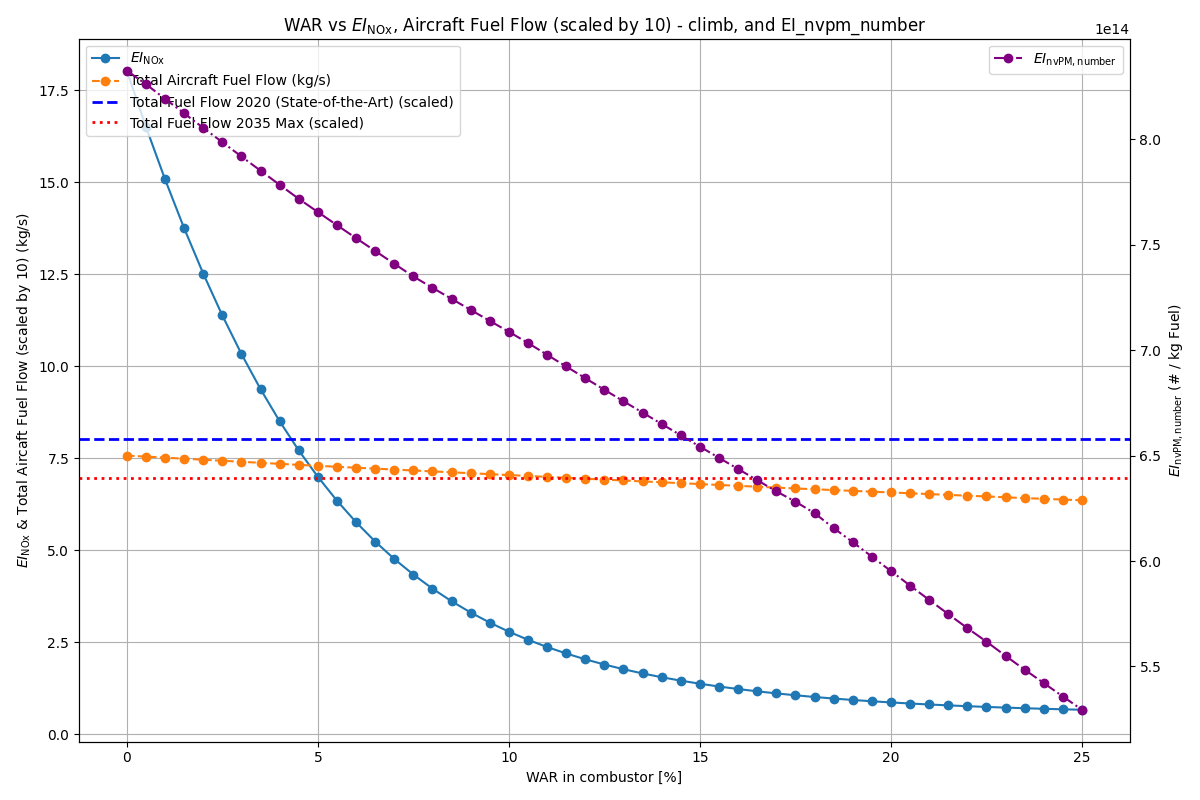 WAR vs EI_NOx, Aircraft Fuel Flow (scaled by 10) - climb, and EI_nvpm_number
1e14
EI_NOx
Total Aircraft Fuel Flow (kg/s)
Total Fuel Flow 2020 (State-of-the-Art) (scaled)
Total Fuel Flow 2035 Max (scaled)
EI_nvPM, number
17.5
15.0
12.5
10.0
7.5
5.0
2.5
0.0
EI_NOx & Total Aircaft Fuel Flow (scaled by 10) (kg/s)
8.0
7.5
7.0
6.5
6.0
5.5
EI_nvPM, number (# / kg Fuel)
0 5 10 15 20 25
WAR in combustor [%]